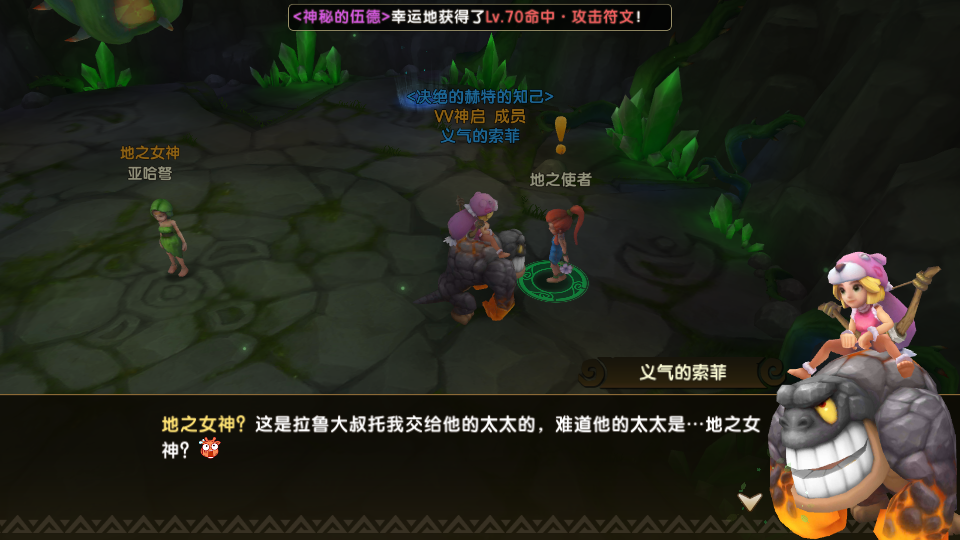 <神秘的伍德>幸运地获得了Lv.70命中·攻击符文!
<决绝的赫特的知己>
VV神启 成员
义气的索菲
地之女神
亚哈弩
地之使者
义气的索菲
地之女神? 这是拉鲁大叔托我交给他的太太的，难道他的太太是…地之女
神?